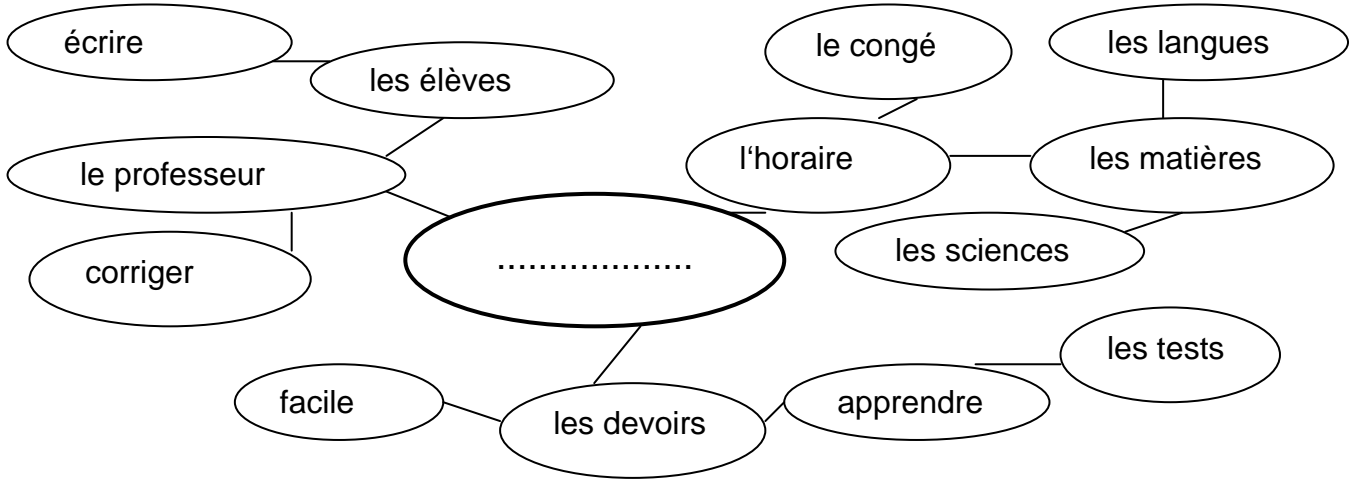 écrire
les élèves
le congé
les langues
le professeur
l‘horaire
les matières
corriger
...................
les sciences
facile
les devoirs
apprendre
les tests